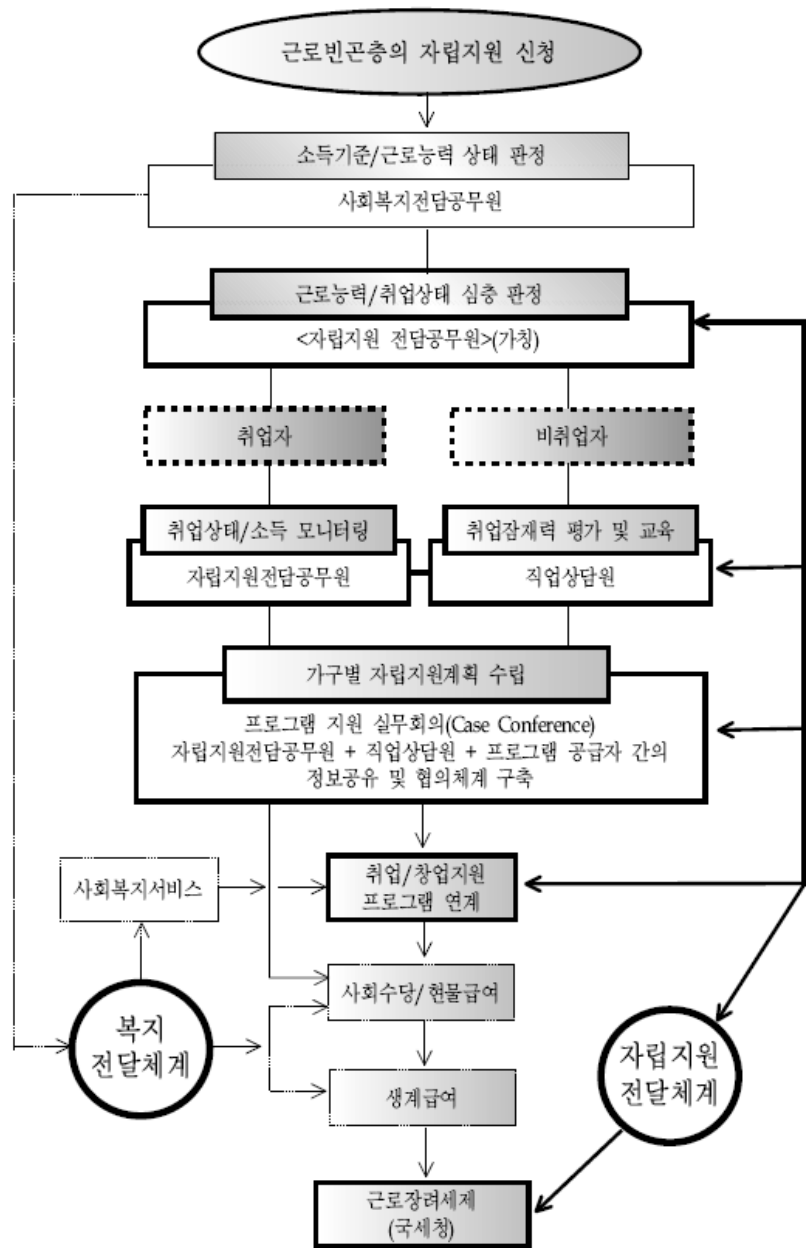 근로빈곤층의 자립지원 신청
소득기준/근로능력 상태 판정
사회복지전담공무원
근로능력/취업상태 심층 판정
<자립지원 전담공무원>(가칭)
취업자
비취업자
취업상태/소득 모니터링
자립지원전담공무원
취업잠재력 평가 및 교육
직업상담원
가구별 자립지원계획 수립
프로그램 지원 실무회의(Case Conference)
자립지원전담공무원 + 직업상담원 + 프로그램 공급자 간의
정보공유 및 협의체계 구축
사회복지서비스
취업/창업지원
프로그램 연계
사회수당/현물급여
복지
전달체계
자립지원
전달체계
생계급여
근로장려세제
(국세청)